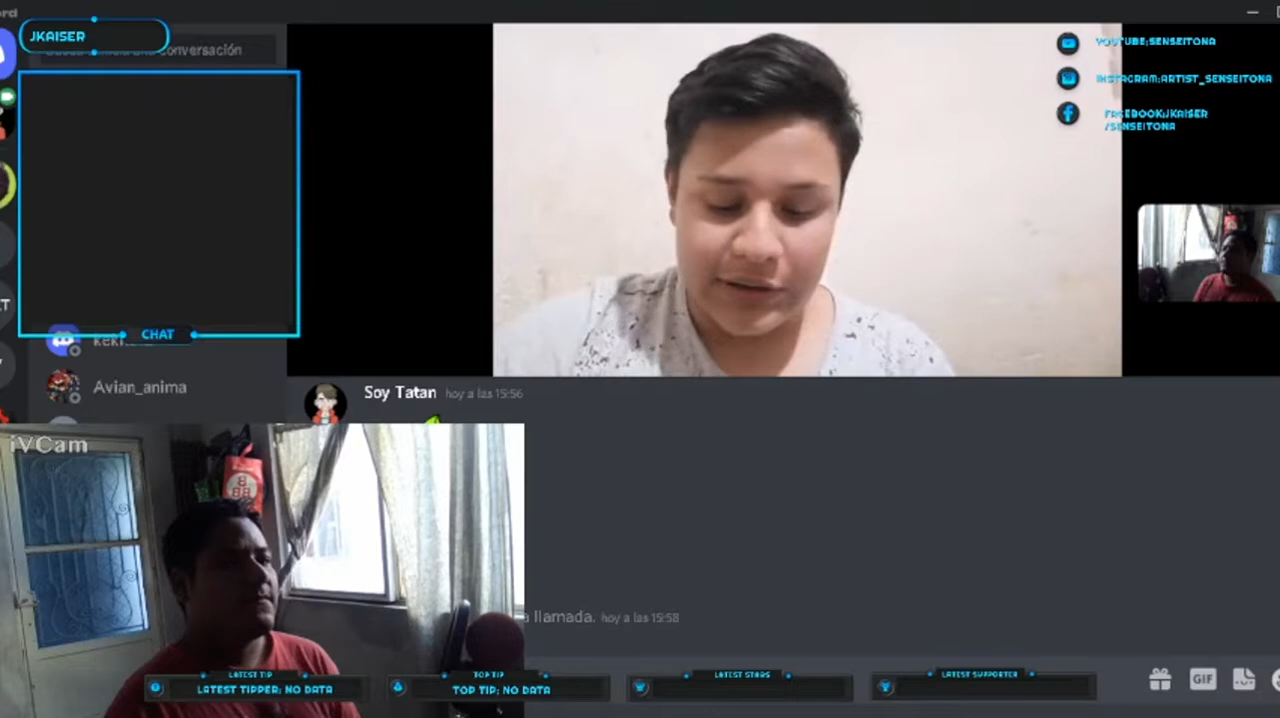 JKAISER
conversación
YOUTUBE:SENSEITONA
INSTAGRAM:ARTIST_SENSEITONA
FACEBOOK:JKAISER
/SENSEITONA
CHAT
Avian_anima
Soy Tatan hoy a las 15:56
iVCam
llamada. hoy a las 15:58
LATEST TIP
LATEST TIPPER: NO DATA
TOP TIP
TOP TIP: NO DATA
LATEST STARS
LATEST SUPPORTER
GIF